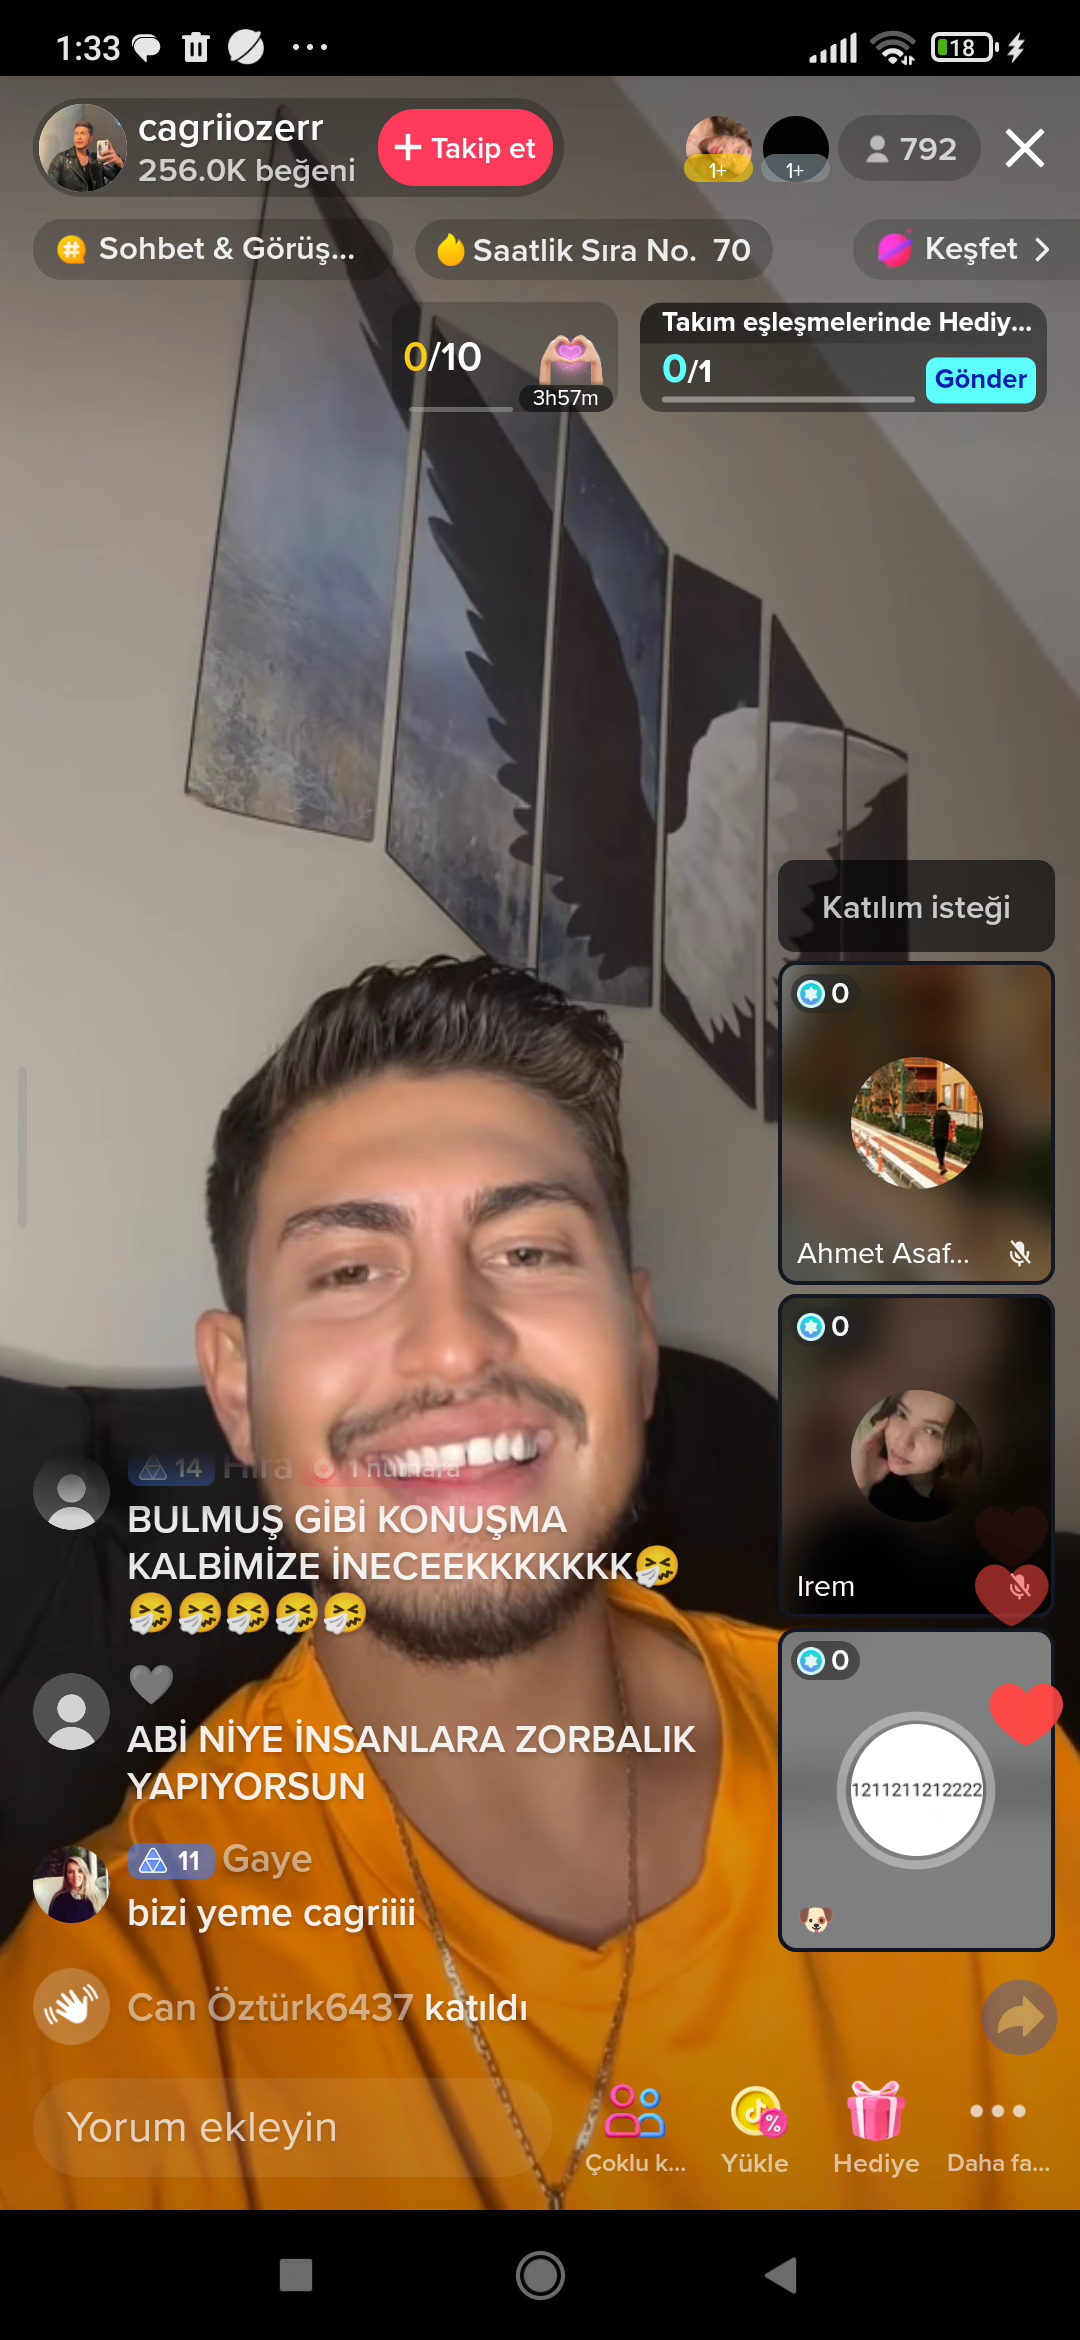 1:33
18
cagriiozerr
256.0K beğeni
+ Takip et
1+
1+
792
Sohbet & Görüş...
Saatlik Sıra No. 70
Keşfet >
0/10
3h57m
Takım eşleşmelerinde Hediy...
0/1
Gönder
Katılım isteği
0
Ahmet Asaf...
0
Irem
0
1211211212222
14 Hira 1 numara
BULMUŞ GİBİ KONUŞMA
KALBİMİZE İNECEEKKKKKKK🤧
🤧🤧🤧🤧🤧
🖤
ABİ NİYE İNSANLARA ZORBALIK
YAPIYORSUN
11 Gaye
bizi yeme cagriiii
Can Öztürk6437 katıldı
Yorum ekleyin
Çoklu k...
Yükle
Hediye
Daha fa...